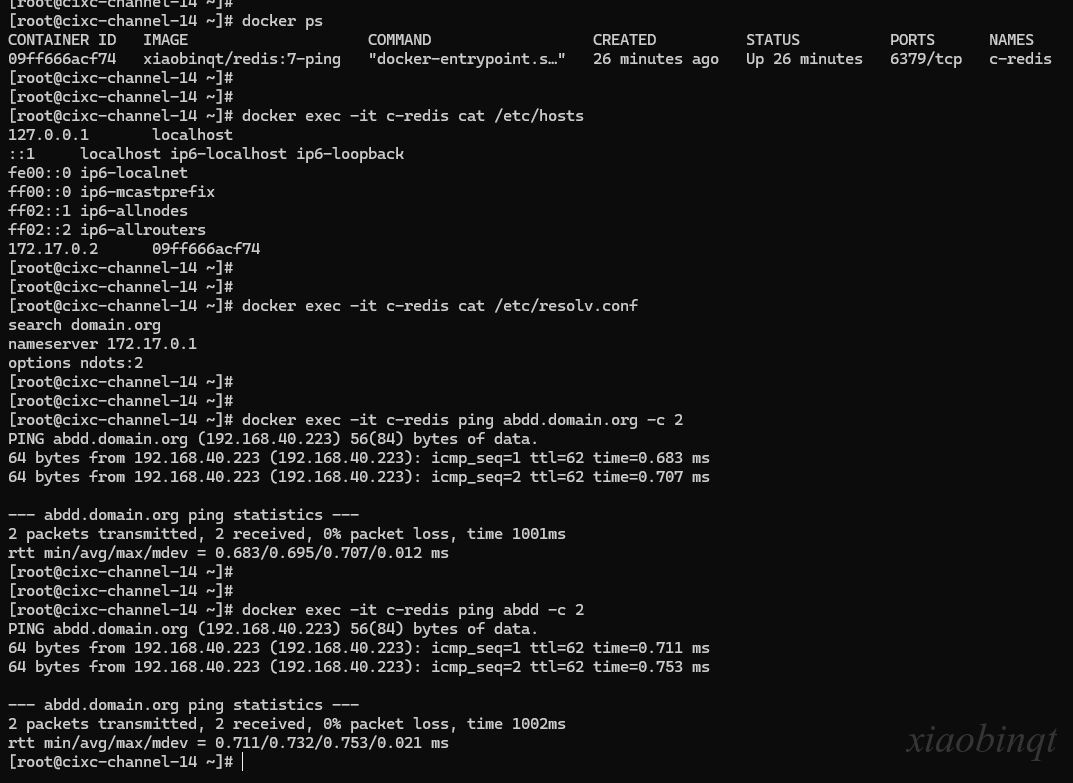 [root@cixc-channel-14 ~]#
[root@cixc-channel-14 ~]# docker ps
CONTAINER ID   IMAGE                    COMMAND                  CREATED          STATUS          PORTS      NAMES
09ff666acf74   xiaobinqt/redis:7-ping   "docker-entrypoint.s…"   26 minutes ago   Up 26 minutes   6379/tcp   c-redis
[root@cixc-channel-14 ~]#
[root@cixc-channel-14 ~]#
[root@cixc-channel-14 ~]# docker exec -it c-redis cat /etc/hosts
127.0.0.1       localhost
::1     localhost ip6-localhost ip6-loopback
fe00::0 ip6-localnet
ff00::0 ip6-mcastprefix
ff02::1 ip6-allnodes
ff02::2 ip6-allrouters
172.17.0.2      09ff666acf74
[root@cixc-channel-14 ~]#
[root@cixc-channel-14 ~]#
[root@cixc-channel-14 ~]# docker exec -it c-redis cat /etc/resolv.conf
search domain.org
nameserver 172.17.0.1
options ndots:2
[root@cixc-channel-14 ~]#
[root@cixc-channel-14 ~]#
[root@cixc-channel-14 ~]# docker exec -it c-redis ping abdd.domain.org -c 2
PING abdd.domain.org (192.168.40.223) 56(84) bytes of data.
64 bytes from 192.168.40.223 (192.168.40.223): icmp_seq=1 ttl=62 time=0.683 ms
64 bytes from 192.168.40.223 (192.168.40.223): icmp_seq=2 ttl=62 time=0.707 ms

--- abdd.domain.org ping statistics ---
2 packets transmitted, 2 received, 0% packet loss, time 1001ms
rtt min/avg/max/mdev = 0.683/0.695/0.707/0.012 ms
[root@cixc-channel-14 ~]#
[root@cixc-channel-14 ~]#
[root@cixc-channel-14 ~]# docker exec -it c-redis ping abdd -c 2
PING abdd.domain.org (192.168.40.223) 56(84) bytes of data.
64 bytes from 192.168.40.223 (192.168.40.223): icmp_seq=1 ttl=62 time=0.711 ms
64 bytes from 192.168.40.223 (192.168.40.223): icmp_seq=2 ttl=62 time=0.753 ms

--- abdd.domain.org ping statistics ---
2 packets transmitted, 2 received, 0% packet loss, time 1002ms
rtt min/avg/max/mdev = 0.711/0.732/0.753/0.021 ms
[root@cixc-channel-14 ~]#
xiaobinqt